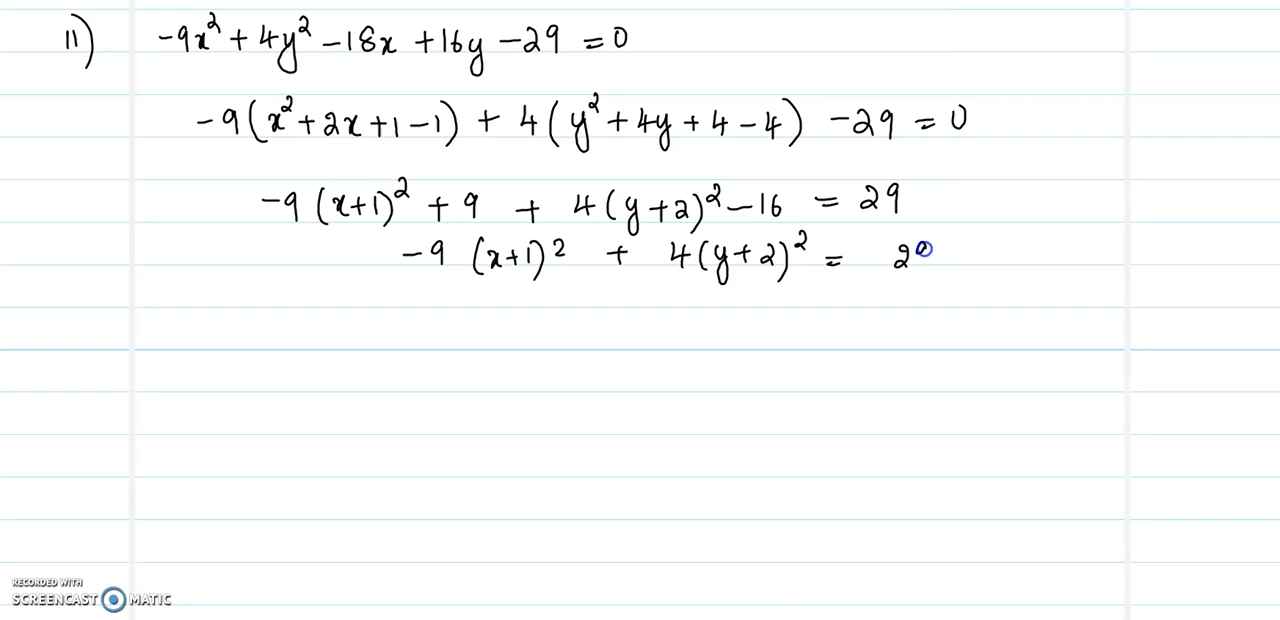 11) -9x² + 4y² - 18x + 16y - 29 = 0
-9(x² + 2x + 1 - 1) + 4(y² + 4y + 4 - 4) - 29 = 0
-9(x+1)² + 9 + 4(y+2)² - 16 = 29
-9(x+1)² + 4(y+2)² = 29
RECORDED WITH
SCREENCAST MATIC